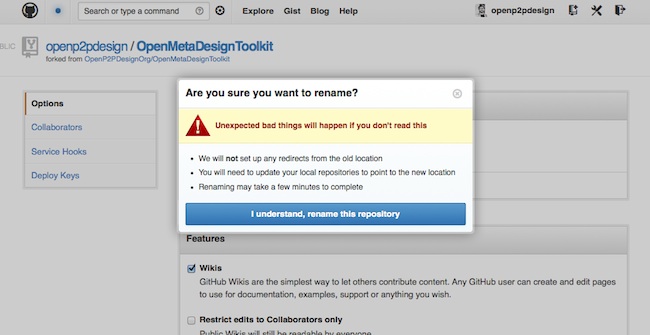 Search or type a command
Explore Gist Blog Help
openp2pdesign
BLIC
openp2pdesign / OpenMetaDesignToolkit
forked from OpenP2PDesignOrg/OpenMetaDesignToolkit
Options
Collaborators
Service Hooks
Deploy Keys
Are you sure you want to rename?
Unexpected bad things will happen if you don't read this
We will not set up any redirects from the old location
You will need to update your local repositories to point to the new location
Renaming may take a few minutes to complete
I understand, rename this repository
Features
Wikis
GitHub Wikis are the simplest way to let others contribute content. Any GitHub user can create and edit pages
to use for documentation, examples, support or anything you wish.
Restrict edits to Collaborators only
Public Wikis will still be readable by everyone.